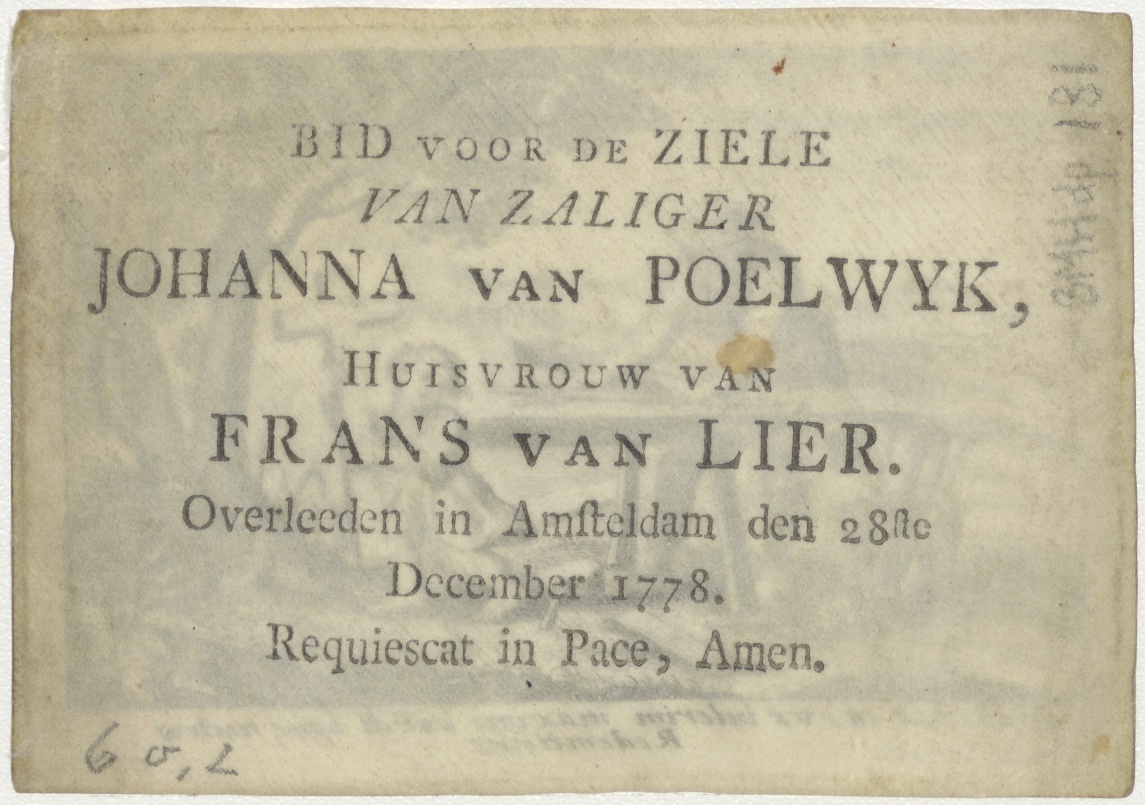 BID VOOR DE ZIELE
VAN ZALIGER
JOHANNA VAN POELWYK,
HUISVROUW VAN
FRANS VAN LIER.
Overleeden in Amſteldam den 28ſte
December 1778.
Requiescat in Pace, Amen.